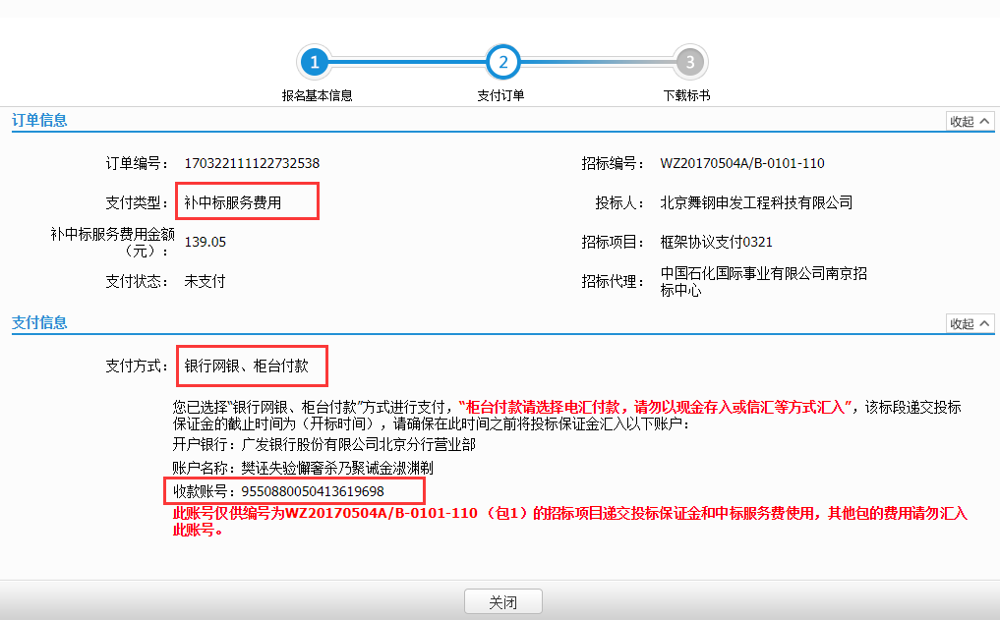 1
2
3
报名基本信息
支付订单
下载标书
订单信息
收起
订单编号：
170322111122732538
招标编号：
WZ20170504A/B-0101-110
支付类型：
补中标服务费用
投标人：
北京舞钢申发工程科技有限公司
补中标服务费用金额
（元）：
139.05
招标项目：
框架协议支付0321
支付状态：
未支付
招标代理：
中国石化国际事业有限公司南京招
标中心
支付信息
收起
支付方式：
银行网银、柜台付款
您已选择“银行网银、柜台付款”方式进行支付，“柜台付款请选择电汇付款，请勿以现金存入或信汇等方式汇入”，该标段递交投标
保证金的截止时间为（开标时间），请确保在此时间之前将投标保证金汇入以下账户：
开户银行：广发银行股份有限公司北京分行营业部
账户名称：樊诬失验懈奢杀乃聚诫金淑渊剐
收款账号：9550880050413619698
此账号仅供编号为WZ20170504A/B-0101-110 （包1）的招标项目递交投标保证金和中标服务费使用，其他包的费用请勿汇入
此账号。
关闭